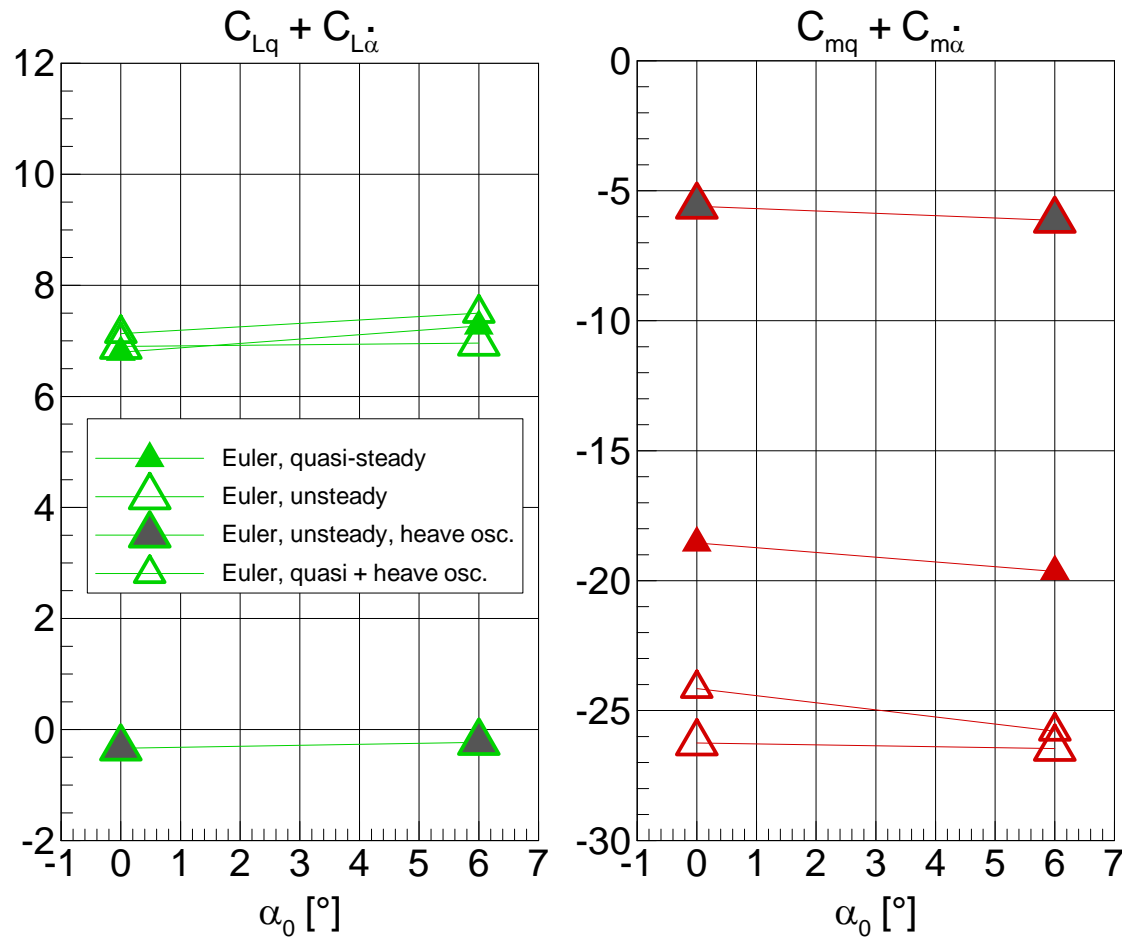 C_Lq + C_Lα̇
12
10
8
6
4
2
0
-2
-1 0 1 2 3 4 5 6 7
α_0 [°]
Euler, quasi-steady
Euler, unsteady
Euler, unsteady, heave osc.
Euler, quasi + heave osc.
C_mq + C_mα̇
0
-5
-10
-15
-20
-25
-30
-1 0 1 2 3 4 5 6 7
α_0 [°]